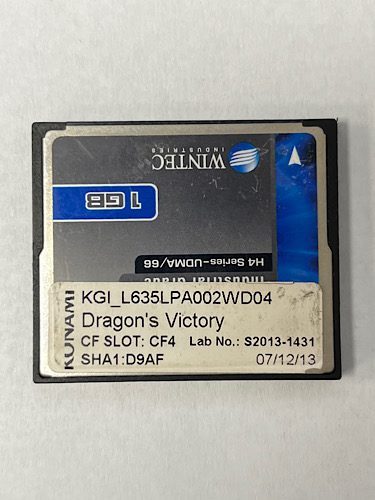 WINTEC
INDUSTRIES
1 GB
H4 Series-UDMA/66
Industrial Grade
KONAMI
KGI_L635LPA002WD04
Dragon's Victory
CF SLOT: CF4 Lab No.: S2013-1431
SHA1:D9AF 07/12/13